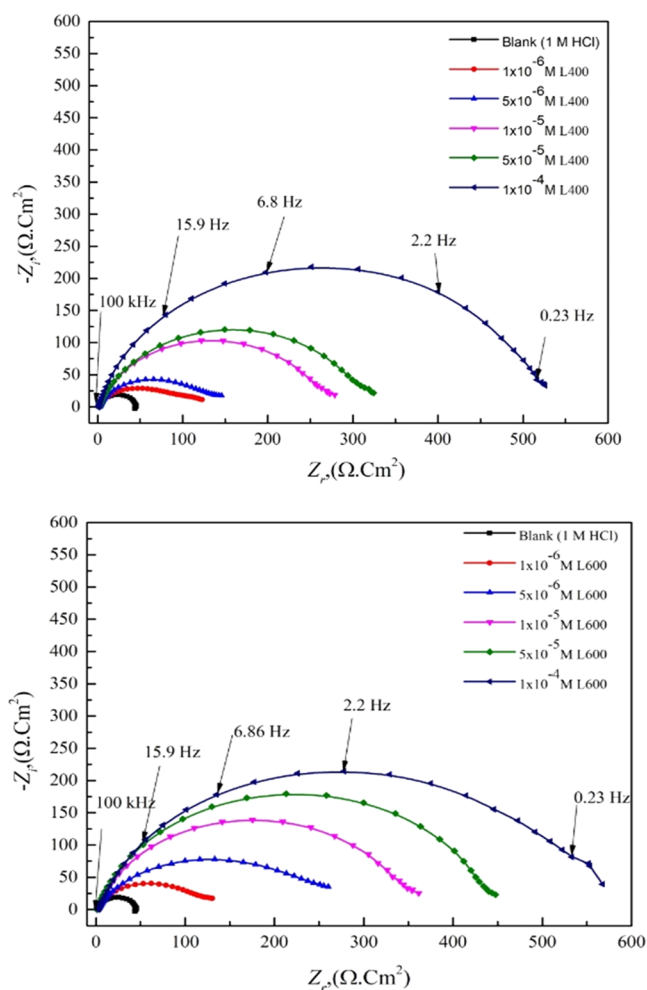 600
550
500
450
400
350
300
250
200
150
100
50
0
-Zi,(Ω.Cm²)
Blank (1 M HCl)
1x10⁻⁶M L400
5x10⁻⁶M L400
1x10⁻⁵M L400
5x10⁻⁵M L400
1x10⁻⁴M L400
100 kHz
15.9 Hz
6.8 Hz
2.2 Hz
0.23 Hz
0 100 200 300 400 500 600
Zr,(Ω.Cm²)
600
550
500
450
400
350
300
250
200
150
100
50
0
-Zi,(Ω.Cm²)
Blank (1 M HCl)
1x10⁻⁶M L600
5x10⁻⁶M L600
1x10⁻⁵M L600
5x10⁻⁵M L600
1x10⁻⁴M L600
100 kHz
15.9 Hz
6.86 Hz
2.2 Hz
0.23 Hz
0 100 200 300 400 500 600
Zr,(Ω.Cm²)